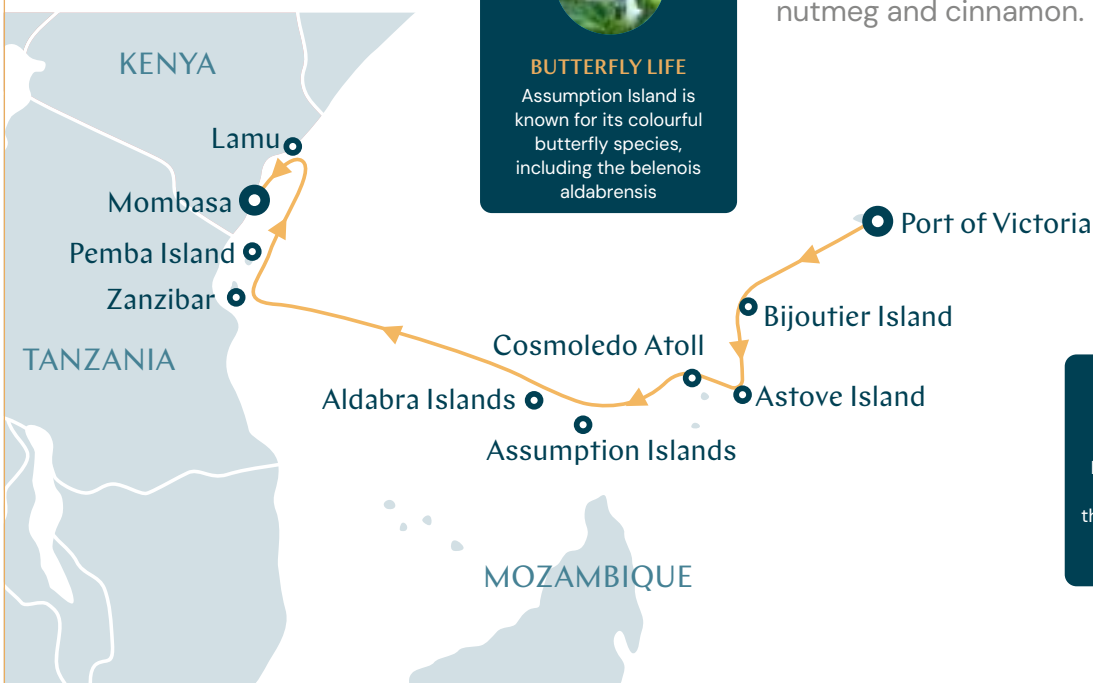 nutmeg and cinnamon.
KENYA
BUTTERFLY LIFE
Assumption Island is
known for its colourful
butterfly species,
including the belenois
aldabrensis
Lamu
Mombasa
Port of Victoria
Pemba Island
Zanzibar
Bijoutier Island
Cosmoledo Atoll
TANZANIA
Aldabra Islands
Astove Island
Assumption Islands
MOZAMBIQUE